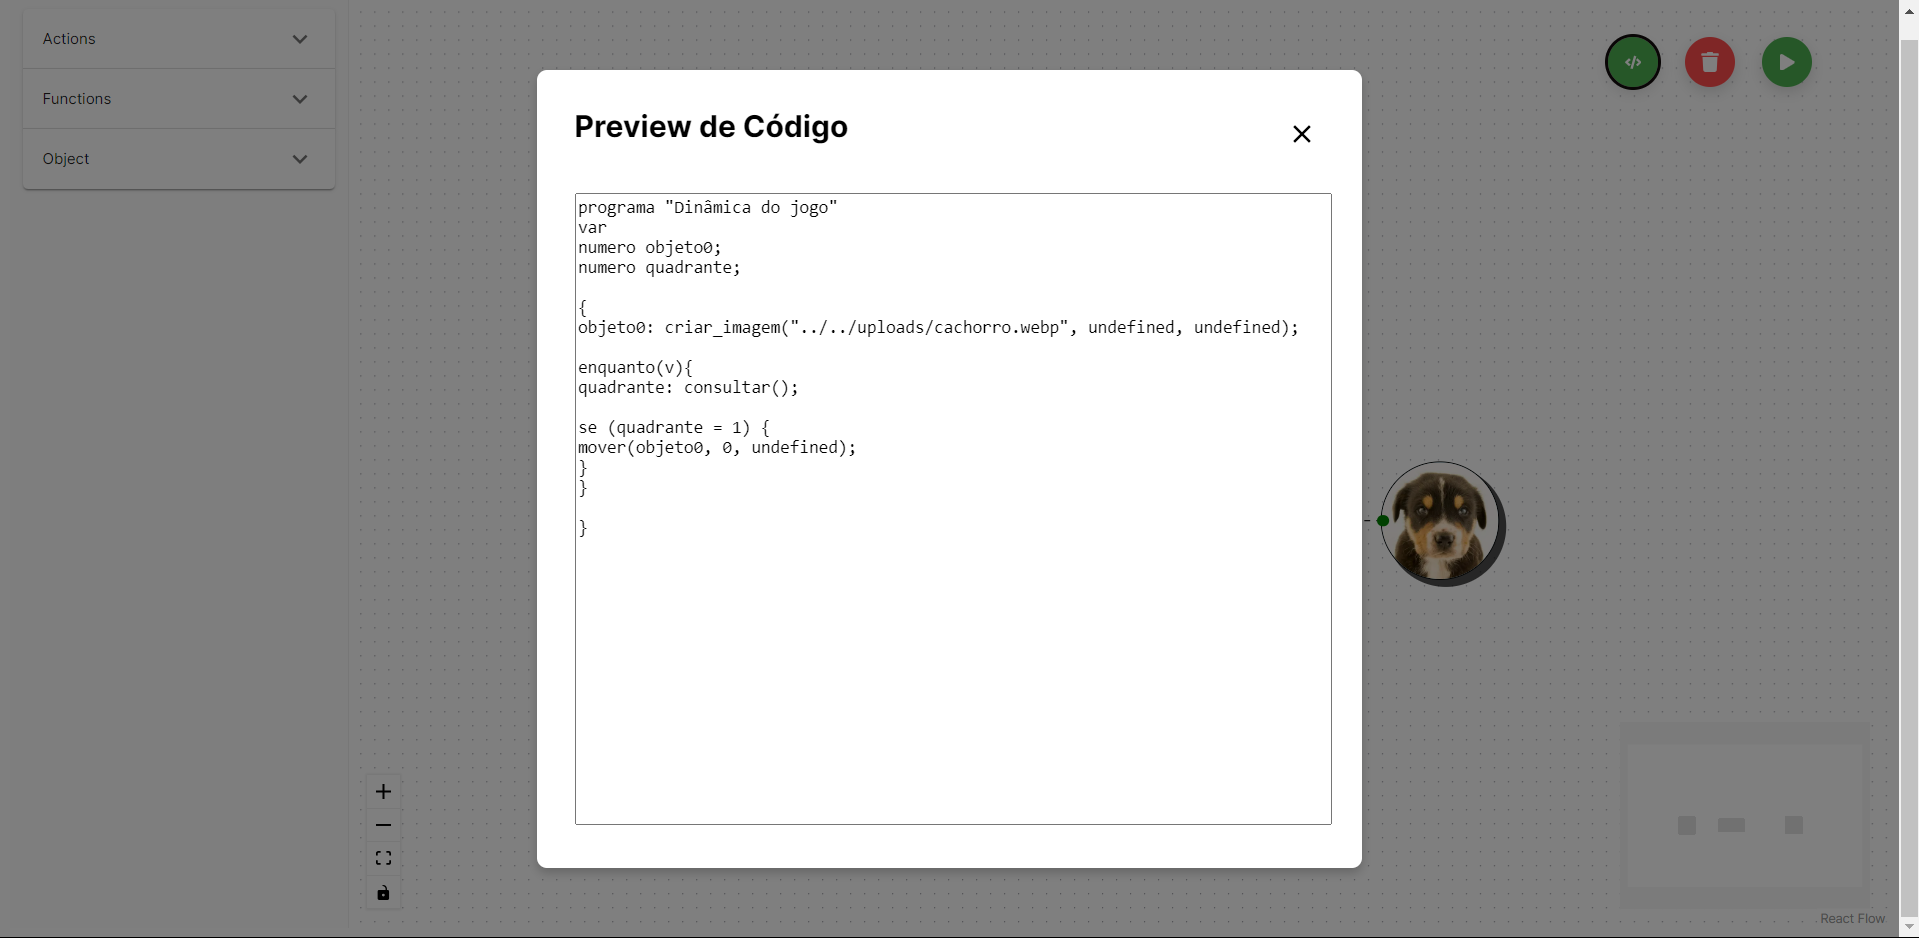 Actions
Functions
Object
Preview de Código
programa "Dinâmica do jogo"
var
numero objeto0;
numero quadrante;
{
objeto0: criar_imagem("../../uploads/cachorro.webp", undefined, undefined);
enquanto(v){
quadrante: consultar();
se (quadrante = 1) {
mover(objeto0, 0, undefined);
}
}
}
React Flow